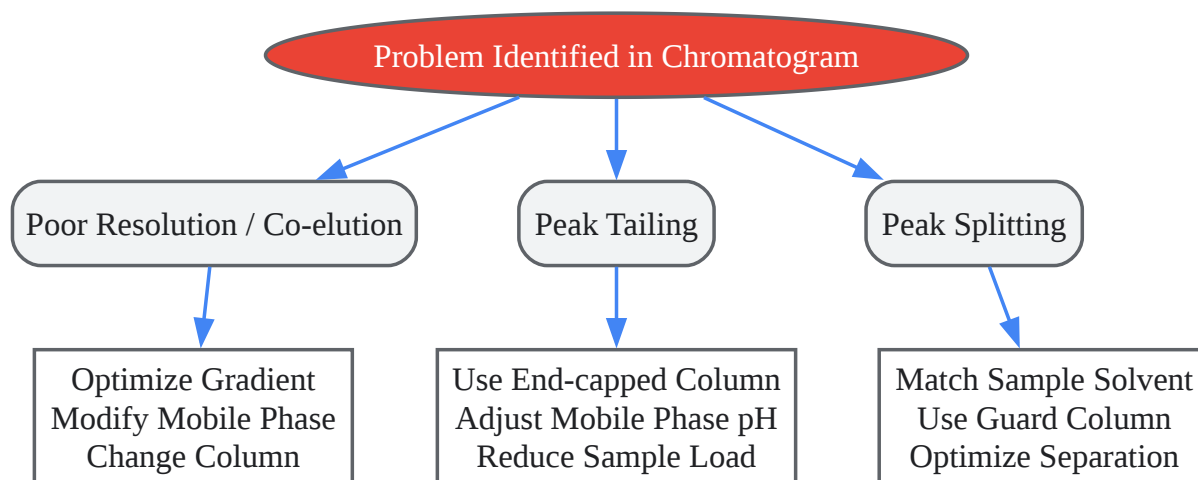 Problem Identified in Chromatogram
Poor Resolution / Co-elution
Peak Tailing
Peak Splitting
Optimize Gradient
Modify Mobile Phase
Change Column
Use End-capped Column
Adjust Mobile Phase pH
Reduce Sample Load
Match Sample Solvent
Use Guard Column
Optimize Separation